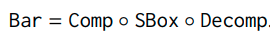 Bar = Comp ∘ SBox ∘ Decomp.